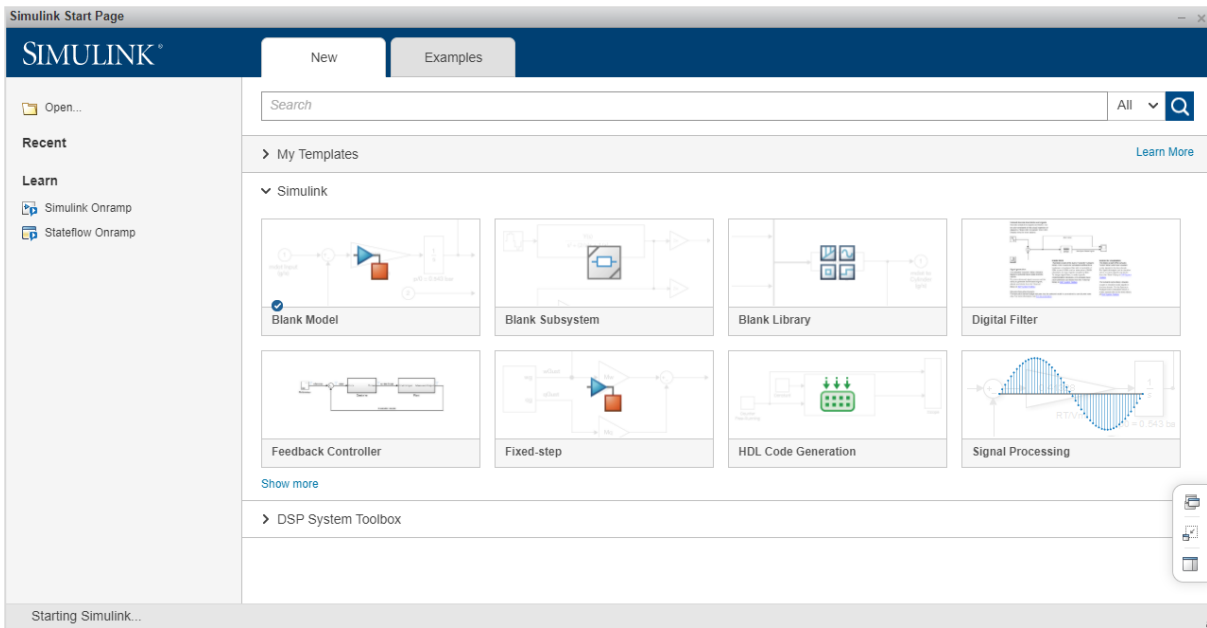 Simulink Start Page
SIMULINK®
New
Examples
Open...
Recent
Learn
Simulink Onramp
Stateflow Onramp
Search
All
My Templates
Learn More
Simulink
Blank Model
Blank Subsystem
Blank Library
Digital Filter
Feedback Controller
Fixed-step
HDL Code Generation
Signal Processing
Show more
DSP System Toolbox
Starting Simulink...